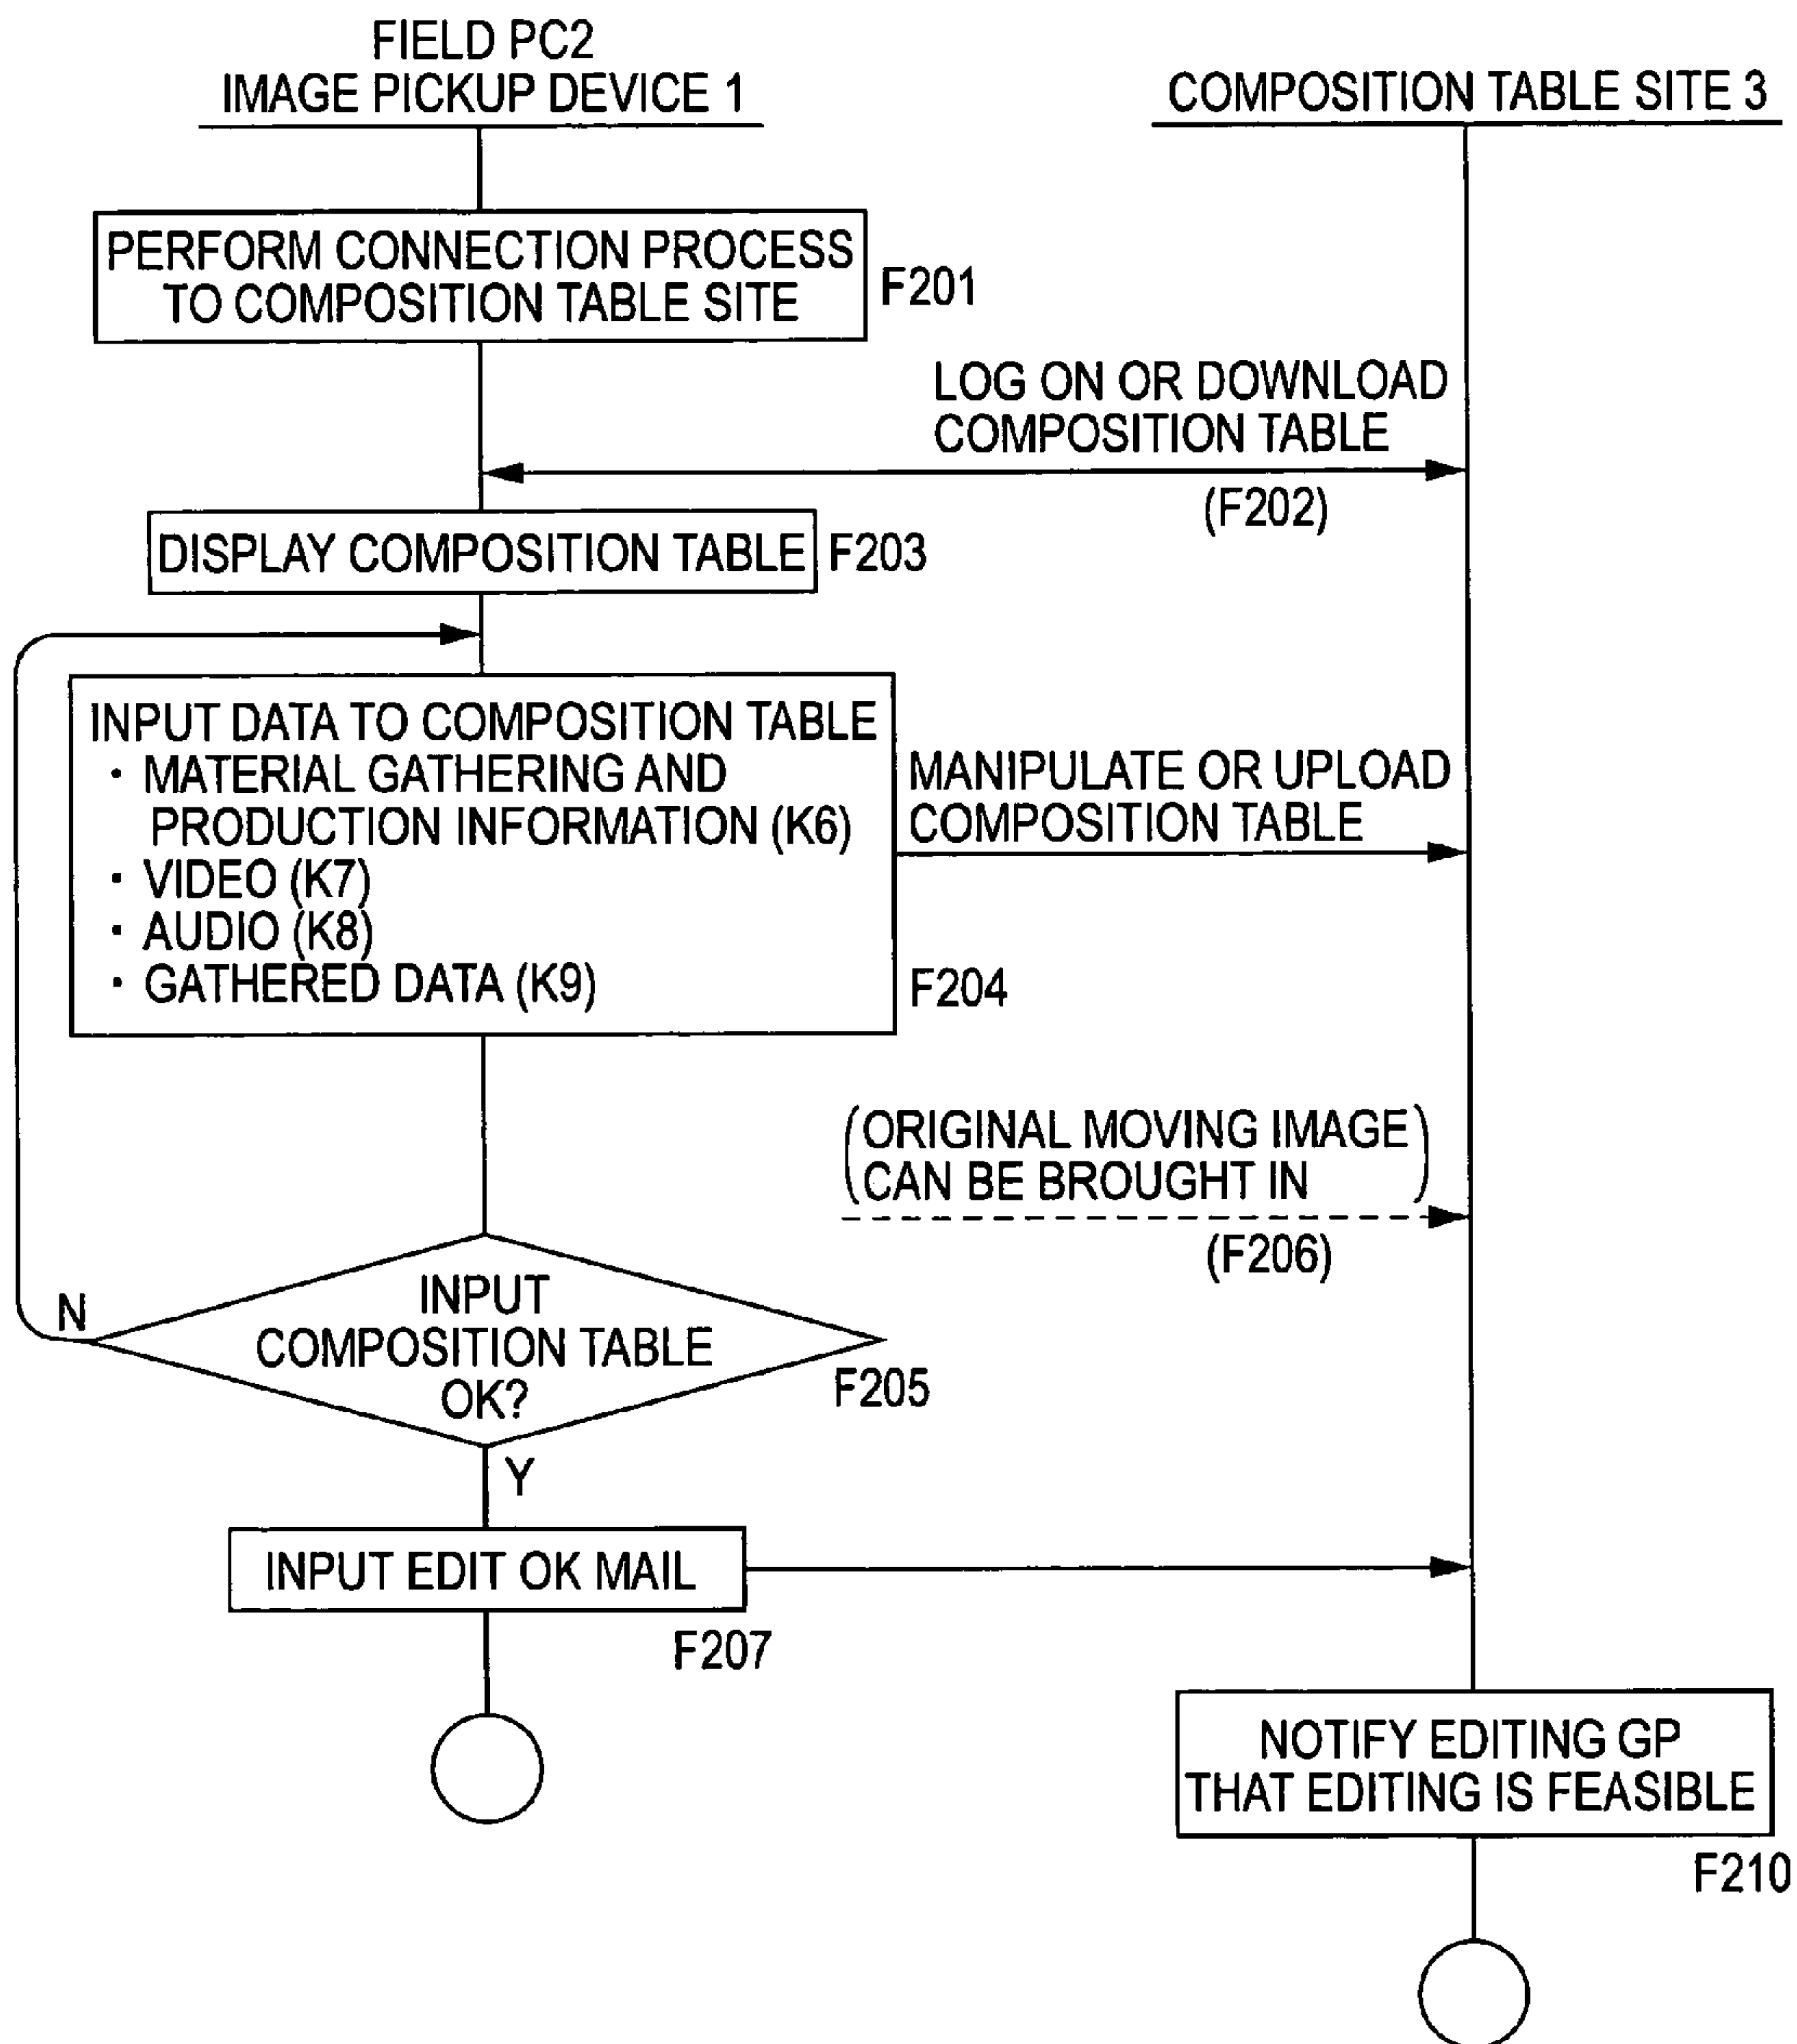 FIELD PC2
IMAGE PICKUP DEVICE 1
COMPOSITION TABLE SITE 3
PERFORM CONNECTION PROCESS
TO COMPOSITION TABLE SITE
F201
LOG ON OR DOWNLOAD
COMPOSITION TABLE
(F202)
DISPLAY COMPOSITION TABLE
F203
INPUT DATA TO COMPOSITION TABLE
· MATERIAL GATHERING AND
PRODUCTION INFORMATION (K6)
· VIDEO (K7)
· AUDIO (K8)
· GATHERED DATA (K9)
F204
MANIPULATE OR UPLOAD
COMPOSITION TABLE
(ORIGINAL MOVING IMAGE
CAN BE BROUGHT IN)
(F206)
N
INPUT
COMPOSITION TABLE
OK?
F205
Y
INPUT EDIT OK MAIL
F207
NOTIFY EDITING GP
THAT EDITING IS FEASIBLE
F210